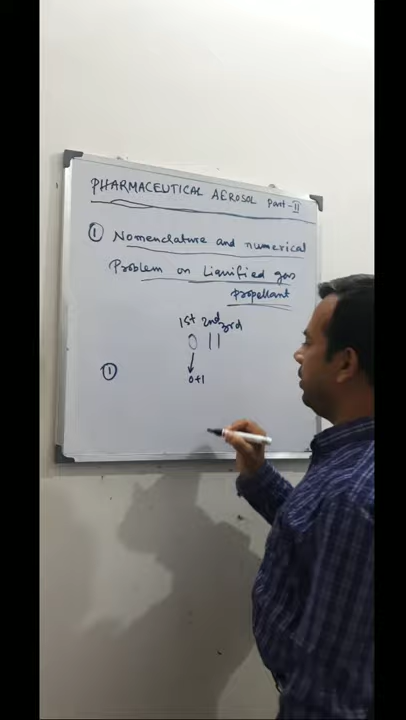 PHARMACEUTICAL AEROSOL Part-II
① Nomenclature and numerical
Problem on Liquified gas
Propellant
1st 2nd 3rd
0 1 1
①
0+1